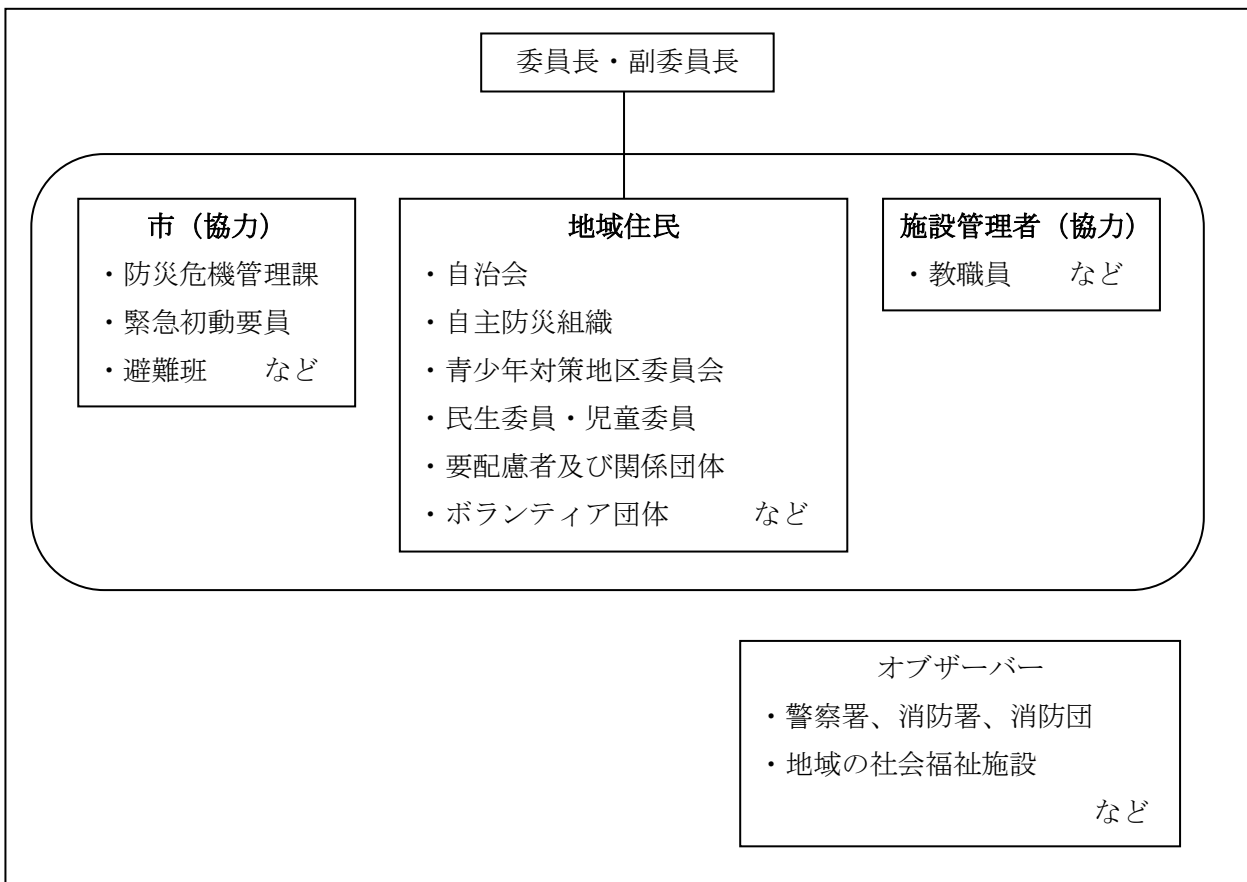 委員長・副委員長
市（協力）
・防災危機管理課
・緊急初動要員
・避難班　　など
地域住民
・自治会
・自主防災組織
・青少年対策地区委員会
・民生委員・児童委員
・要配慮者及び関係団体
・ボランティア団体　　　など
施設管理者（協力）
・教職員　　など
オブザーバー
・警察署、消防署、消防団
・地域の社会福祉施設
など